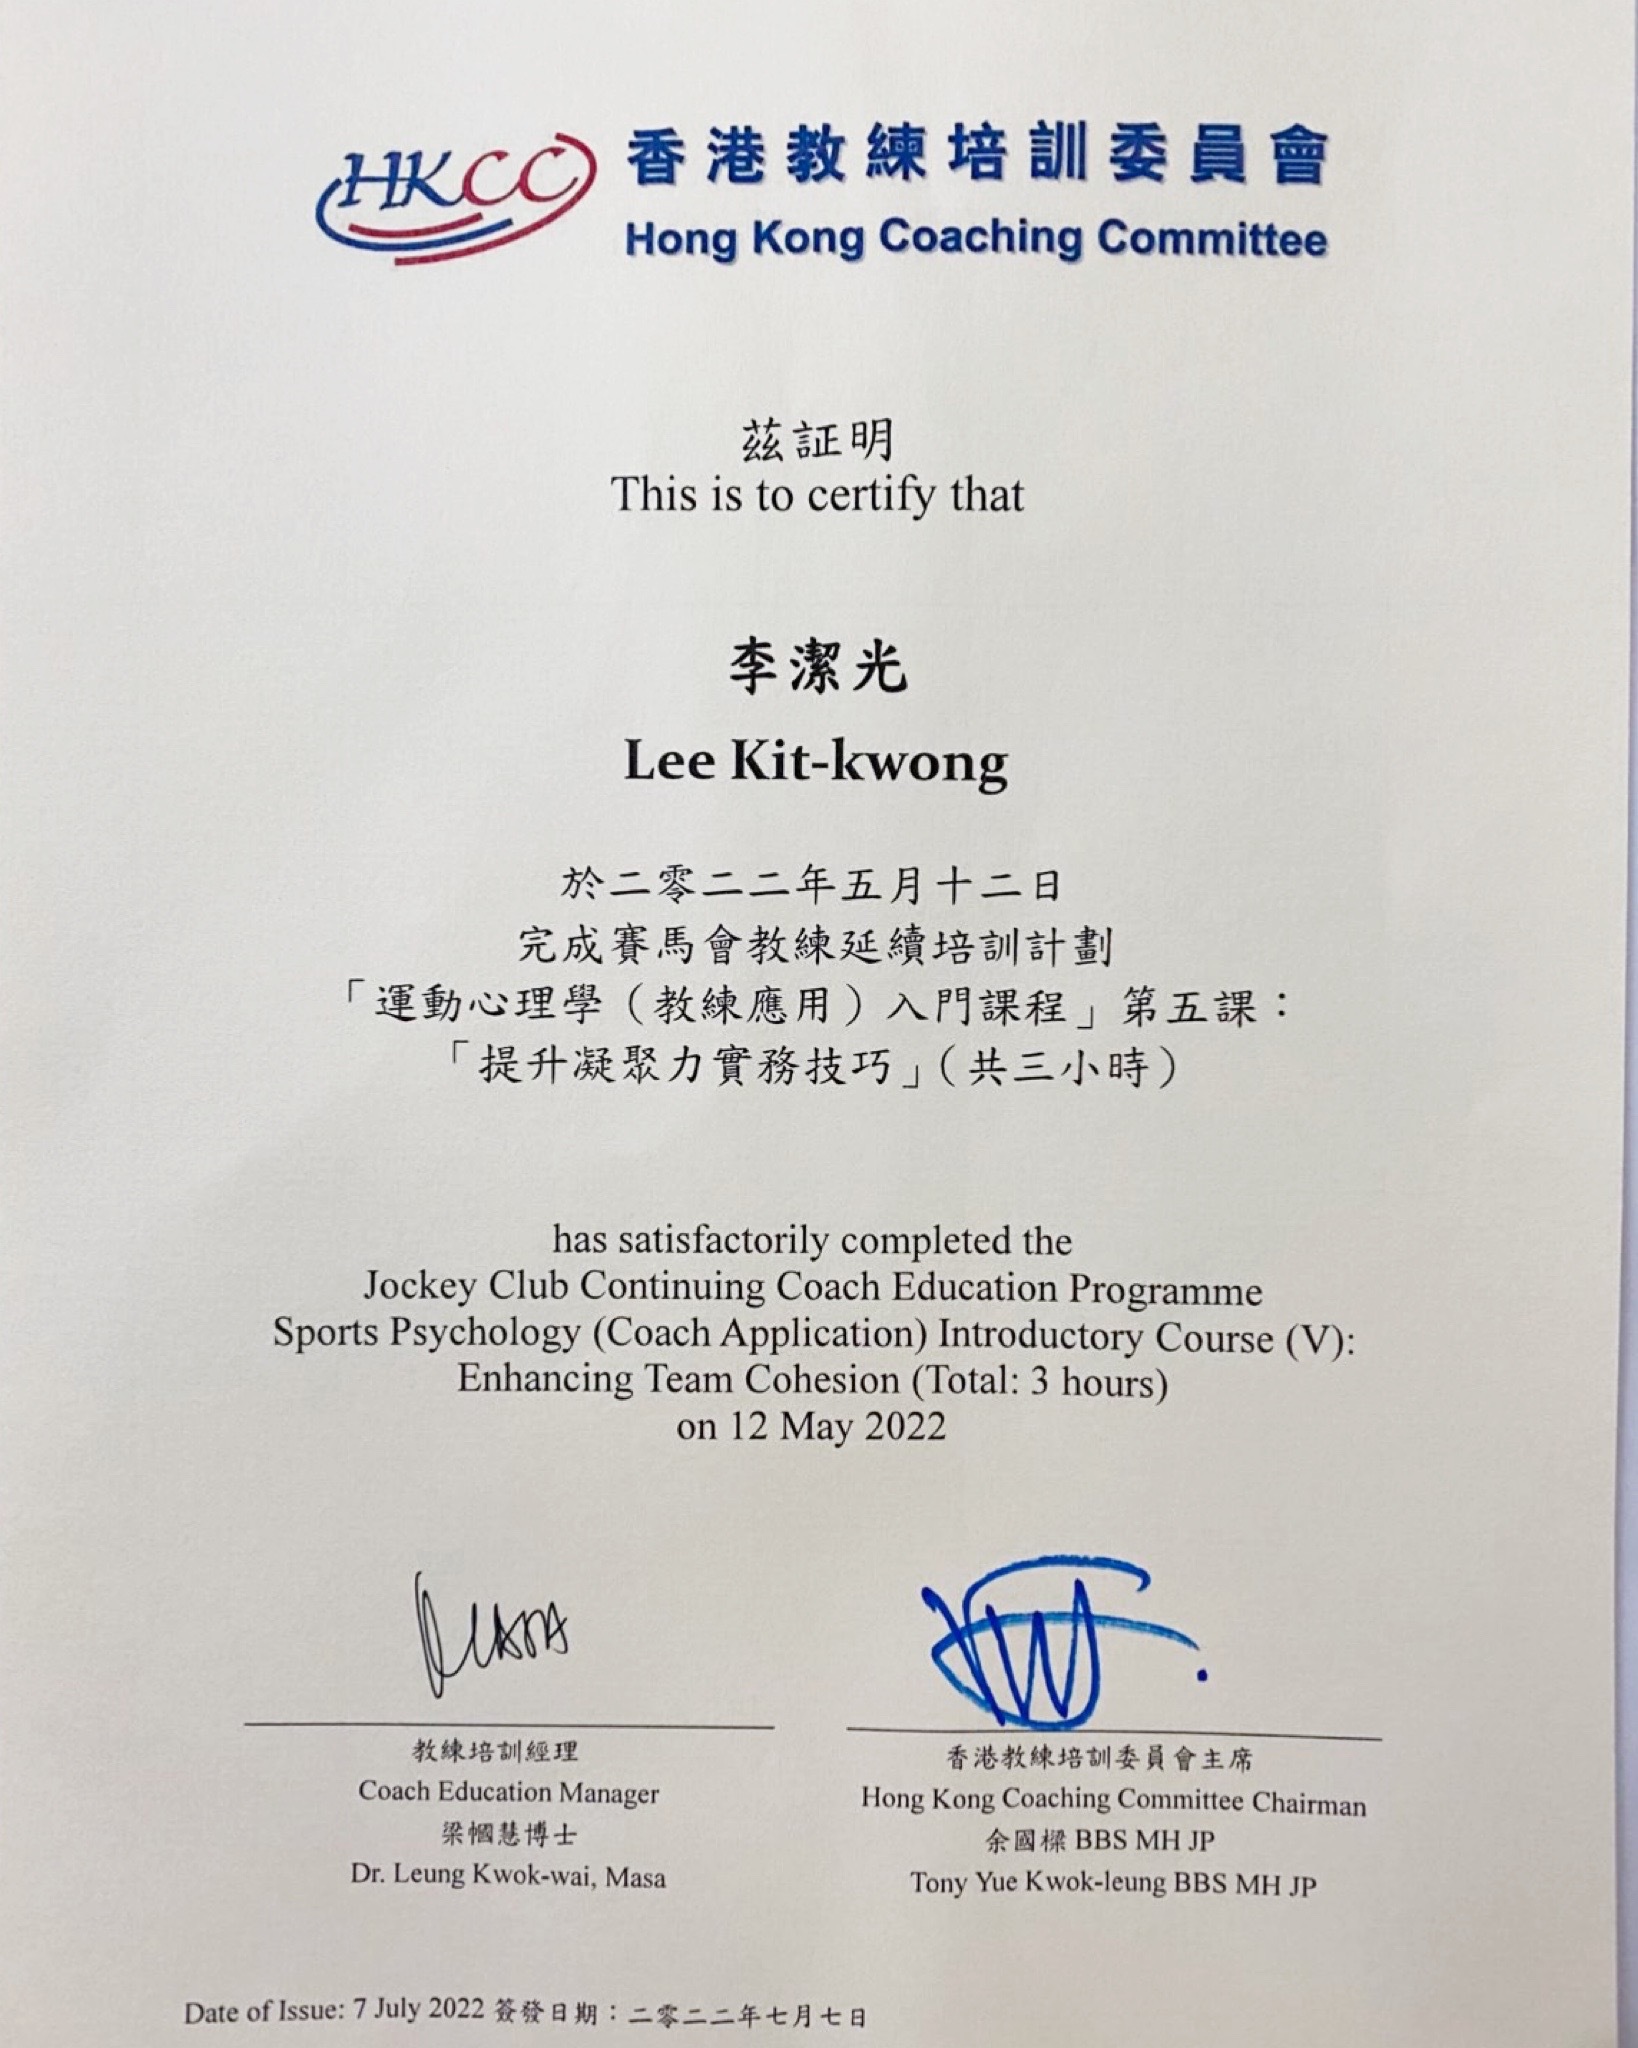 HKCC
香港教練培訓委員會
Hong Kong Coaching Committee
茲証明
This is to certify that
李潔光
Lee Kit-kwong
於二零二二年五月十二日
完成賽馬會教練延續培訓計劃
「運動心理學（教練應用）入門課程」第五課：
「提升凝聚力實務技巧」（共三小時）
has satisfactorily completed the
Jockey Club Continuing Coach Education Programme
Sports Psychology (Coach Application) Introductory Course (V):
Enhancing Team Cohesion (Total: 3 hours)
on 12 May 2022
教練培訓經理
Coach Education Manager
梁幗慧博士
Dr. Leung Kwok-wai, Masa
香港教練培訓委員會主席
Hong Kong Coaching Committee Chairman
余國樑 BBS MH JP
Tony Yue Kwok-leung BBS MH JP
Date of Issue: 7 July 2022 簽發日期：二零二二年七月七日